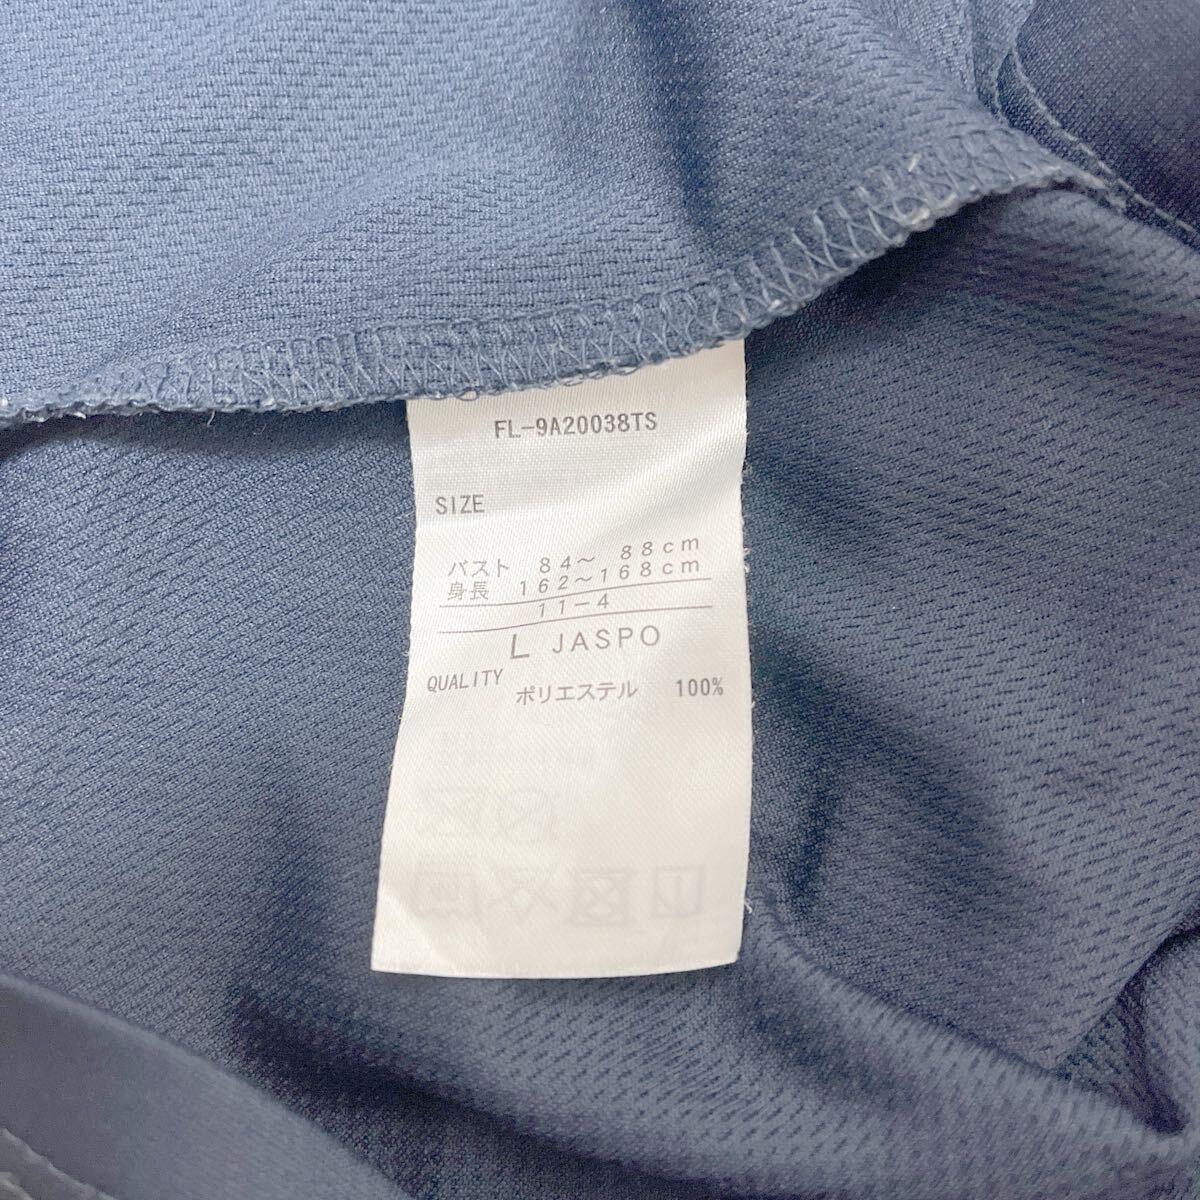 FL-9A20038TS
SIZE
バスト 84～ 88cm
身長 162～168cm
11-4
L JASPO
QUALITY
ポリエステル 100%